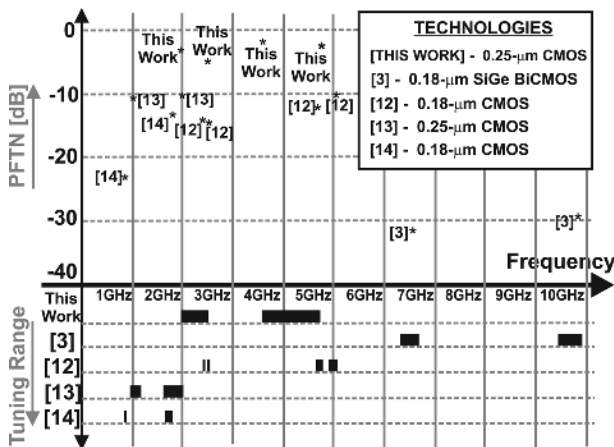 0
-10
-20
-30
-40
PFTN [dB]
This Work*
This Work
*
*
This Work
*
This Work
*
*[13]
*[13]
[14]*
[12]*
*[12]
[12]*
*[12]
[14]*
[3]*
[3]*
TECHNOLOGIES
[THIS WORK] - 0.25-μm CMOS
[3] - 0.18-μm SiGe BiCMOS
[12] - 0.18-μm CMOS
[13] - 0.25-μm CMOS
[14] - 0.18-μm CMOS
Frequency
1GHz 2GHz 3GHz 4GHz 5GHz 6GHz 7GHz 8GHz 9GHz 10GHz
Tuning Range
This Work
[3]
[12]
[13]
[14]